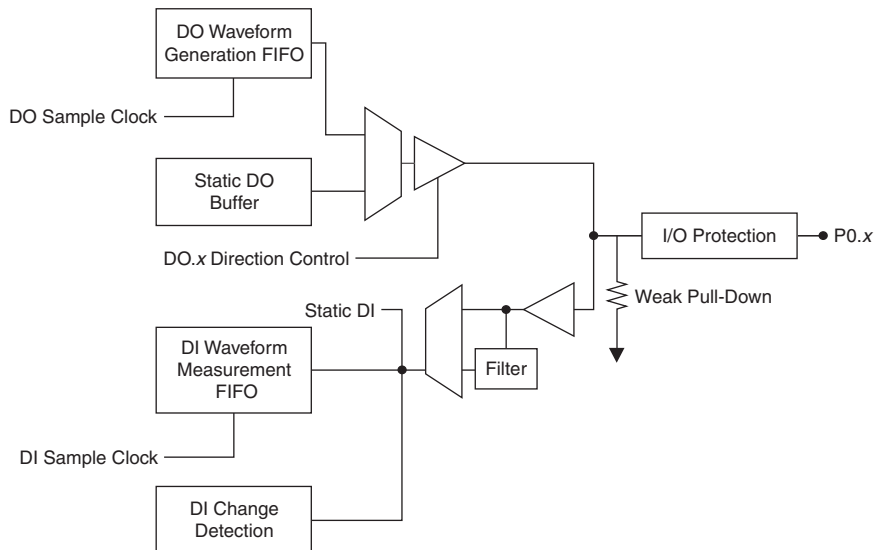 DO Waveform
Generation FIFO
DO Sample Clock
Static DO
Buffer
DO.x Direction Control
I/O Protection
P0.x
Weak Pull-Down
Static DI
DI Waveform
Measurement
FIFO
Filter
DI Sample Clock
DI Change
Detection